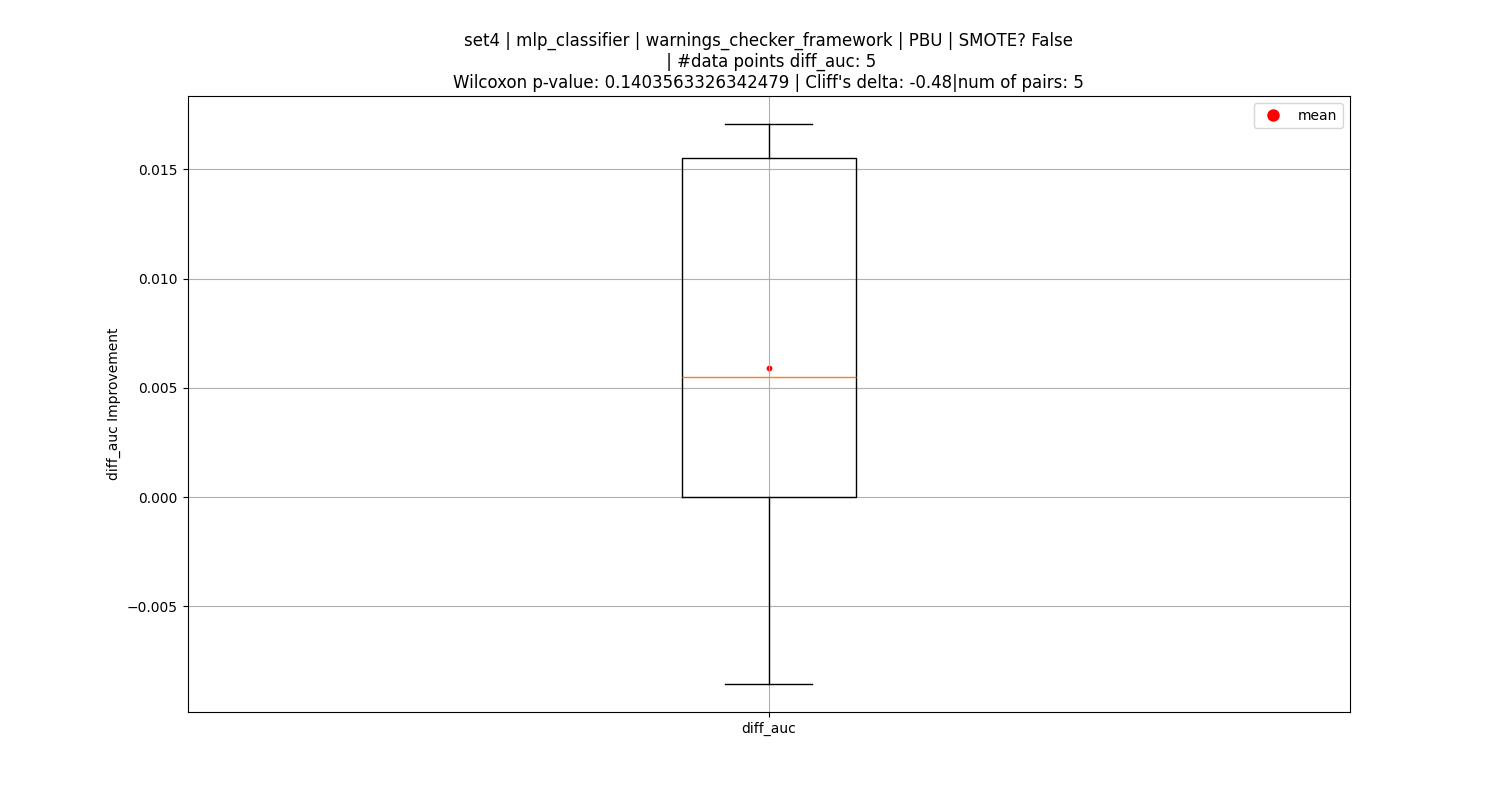 set4 | mlp_classifier | warnings_checker_framework | PBU | SMOTE? False
| #data points diff_auc: 5
Wilcoxon p-value: 0.1403563326342479 | Cliff's delta: -0.48|num of pairs: 5
mean
0.015
0.010
0.005
0.000
−0.005
diff_auc Improvement
diff_auc